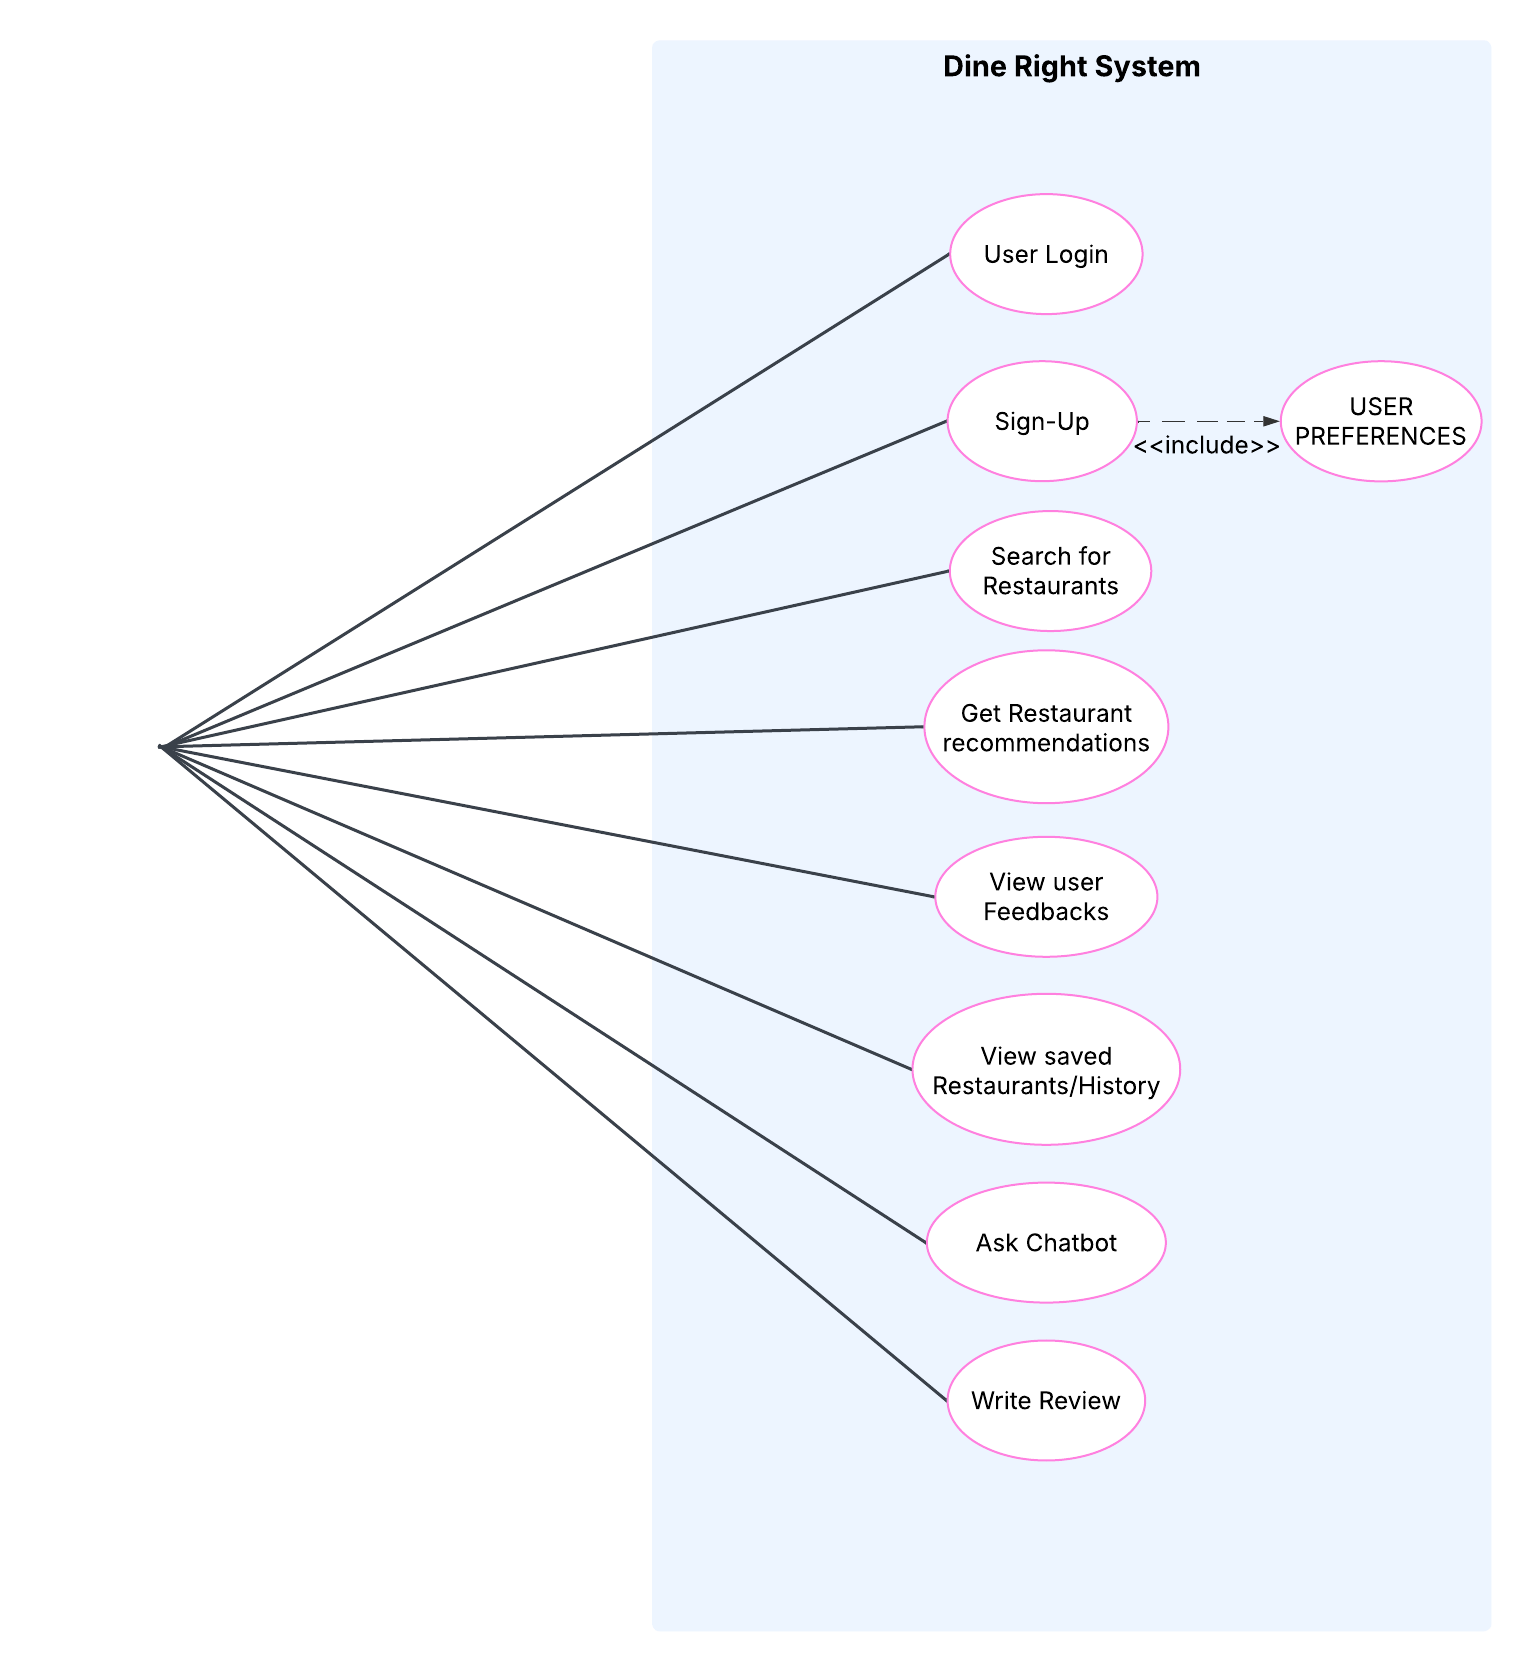 Dine Right System
User Login
Sign-Up
<<include>>
USER
PREFERENCES
Search for
Restaurants
Get Restaurant
recommendations
View user
Feedbacks
View saved
Restaurants/History
Ask Chatbot
Write Review